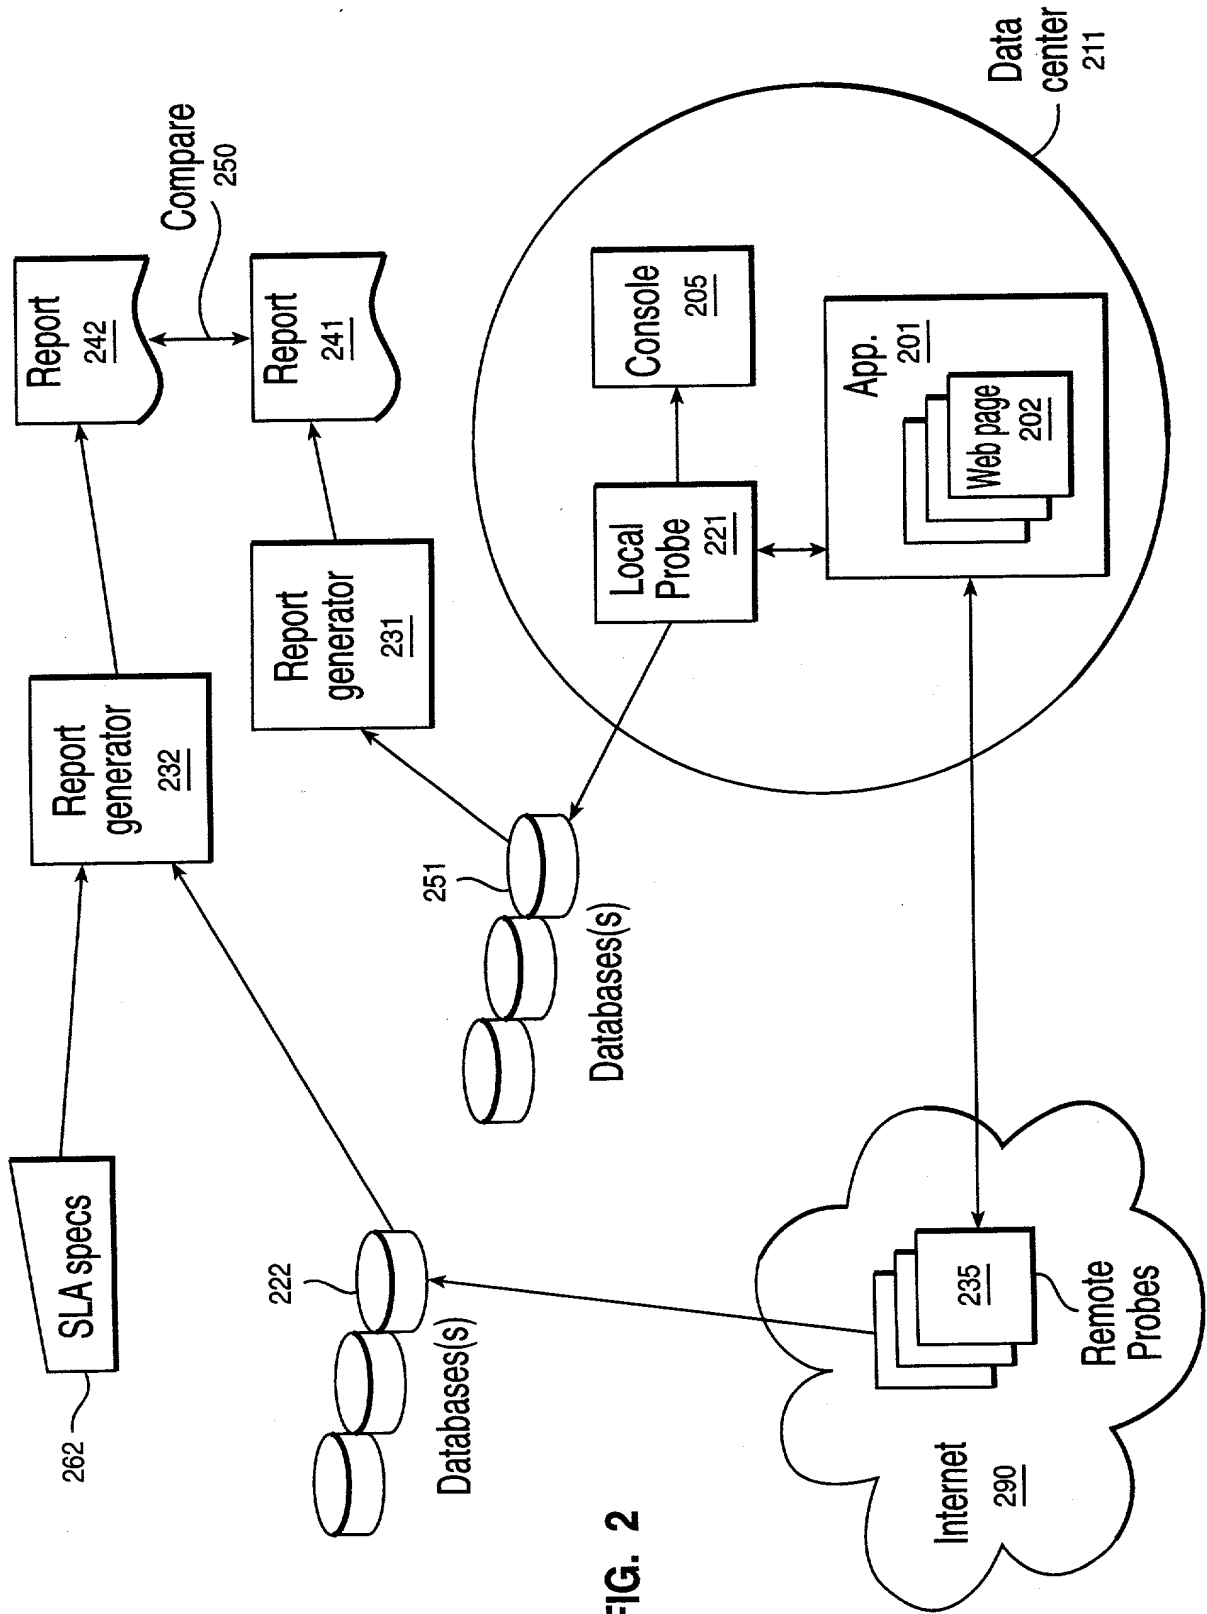 SLA specs
262
Report
generator
232
Report
242
Compare
250
222
Databases(s)
Report
generator
231
Report
241
251
Databases(s)
Local
Probe
221
Console
205
App.
201
Web page
202
Data
center
211
235
Remote
Probes
Internet
290
FIG. 2